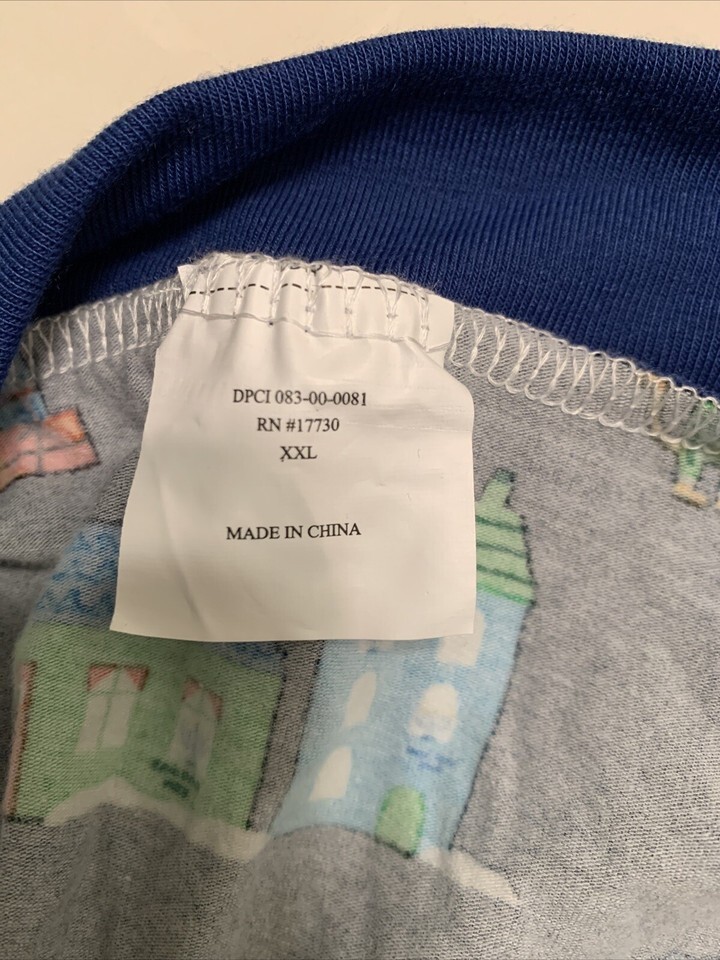 DPCI 083-00-0081
RN #17730
XXL
MADE IN CHINA